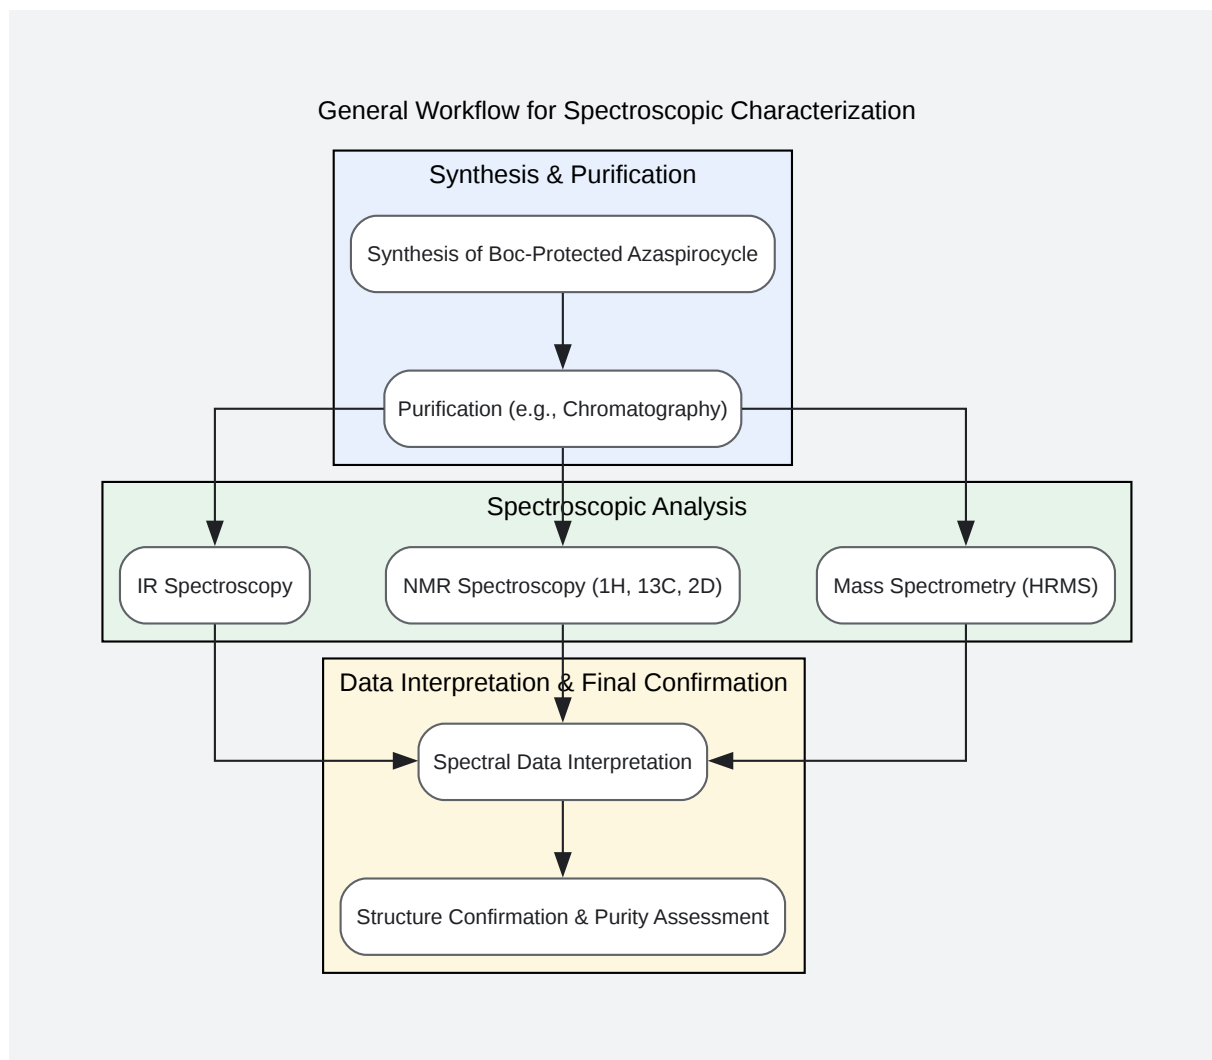 General Workflow for Spectroscopic Characterization
Synthesis & Purification
Synthesis of Boc-Protected Azaspirocycle
Purification (e.g., Chromatography)
Spectroscopic Analysis
IR Spectroscopy
NMR Spectroscopy (1H, 13C, 2D)
Mass Spectrometry (HRMS)
Data Interpretation & Final Confirmation
Spectral Data Interpretation
Structure Confirmation & Purity Assessment